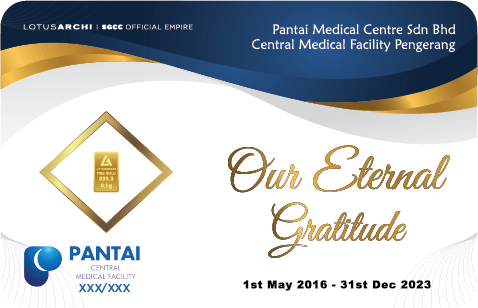 LOTUSARCHI | SGCC OFFICIAL EMPIRE
Pantai Medical Centre Sdn Bhd
Central Medical Facility Pengerang
FINE GOLD
999.9
0.1g
Our Eternal
Gratitude
PANTAI
CENTRAL
MEDICAL FACILITY
XXX/XXX
1st May 2016 - 31st Dec 2023